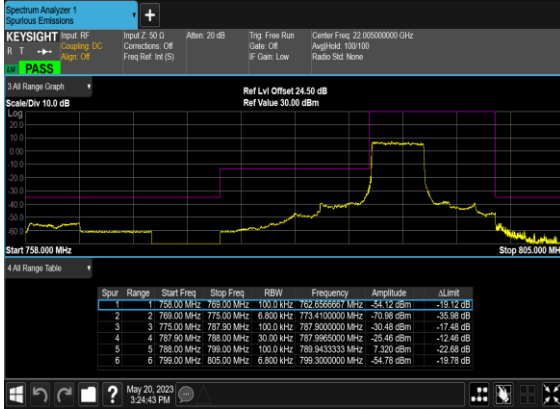 Spectrum Analyzer 1
Spurious Emissions
+
KEYSIGHT Input: RF Input Z: 50 Ω Atten: 20 dB Trig: Free Run Center Freq: 22.005000000 GHz
R T Coupling: DC Corrections: Off Gate: Off Avg|Hold: 100/100
Align: Off Freq Ref: Int (S) IF Gain: Low Radio Std: None
PASS
3 All Range Graph
Ref Lvl Offset 24.50 dB
Scale/Div 10.0 dB Ref Value 30.00 dBm
Log
20.0
10.0
0.00
-10.0
-20.0
-30.0
-40.0
-50.0
-60.0
Start 758.000 MHz Stop 805.000 MH
4 All Range Table
Spur Range Start Freq Stop Freq RBW Frequency Amplitude ΔLimit
1 1 758.00 MHz 769.00 MHz 100.0 kHz 762.6566667 MHz -54.12 dBm -19.12 dB
2 2 769.00 MHz 775.00 MHz 6.800 kHz 773.4100000 MHz -70.98 dBm -35.98 dB
3 3 775.00 MHz 787.90 MHz 100.0 kHz 787.9000000 MHz -30.48 dBm -17.48 dB
4 4 787.90 MHz 788.00 MHz 30.00 kHz 787.9965000 MHz -25.46 dBm -12.46 dB
5 5 788.00 MHz 799.00 MHz 100.0 kHz 789.9433333 MHz 7.320 dBm -22.68 dB
6 6 799.00 MHz 805.00 MHz 6.800 kHz 799.3000000 MHz -54.78 dBm -19.78 dB
? May 20, 2023
3:24:43 PM